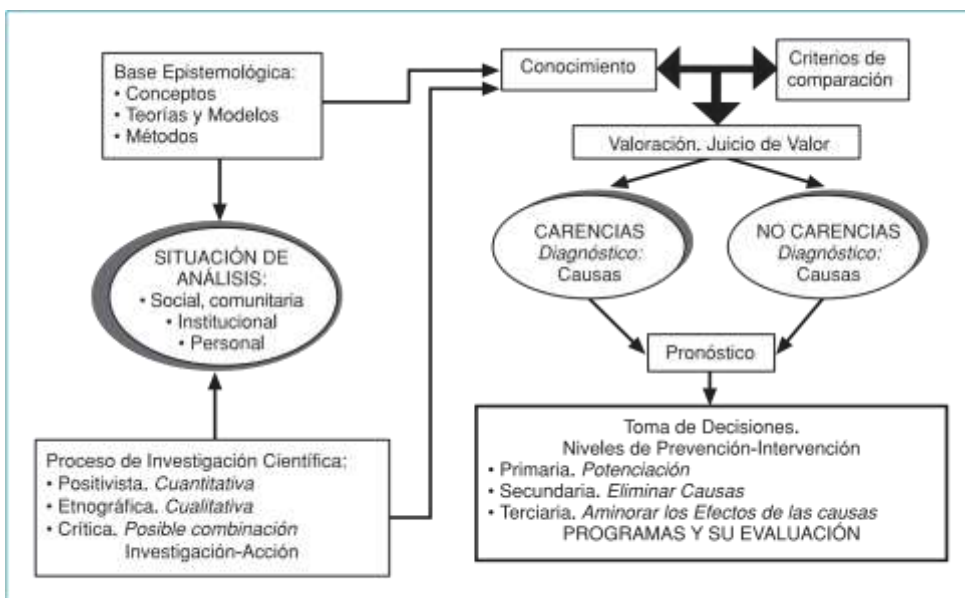 Base Epistemológica:
• Conceptos
• Teorías y Modelos
• Métodos
SITUACIÓN DE
ANÁLISIS:
• Social, comunitaria
• Institucional
• Personal
Proceso de Investigación Científica:
• Positivista. Cuantitativa
• Etnográfica. Cualitativa
• Crítica. Posible combinación
Investigación-Acción
Conocimiento
Criterios de
comparación
Valoración. Juicio de Valor
CARENCIAS
Diagnóstico:
Causas
NO CARENCIAS
Diagnóstico:
Causas
Pronóstico
Toma de Decisiones.
Niveles de Prevención-Intervención
• Primaria. Potenciación
• Secundaria. Eliminar Causas
• Terciaria. Aminorar los Efectos de las causas
PROGRAMAS Y SU EVALUACIÓN